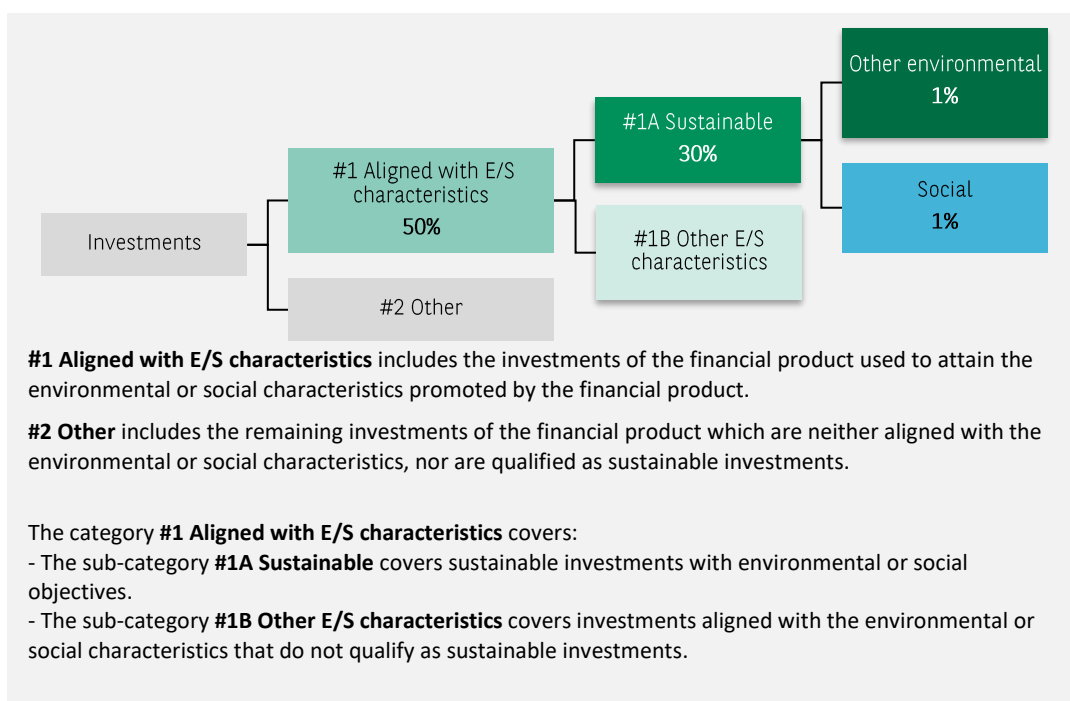 Other environmental
1%
#1A Sustainable
30%
#1 Aligned with E/S
characteristics
50%
Social
1%
Investments
#1B Other E/S
characteristics
#2 Other
#1 Aligned with E/S characteristics includes the investments of the financial product used to attain the
environmental or social characteristics promoted by the financial product.
#2 Other includes the remaining investments of the financial product which are neither aligned with the
environmental or social characteristics, nor are qualified as sustainable investments.
The category #1 Aligned with E/S characteristics covers:
- The sub-category #1A Sustainable covers sustainable investments with environmental or social
objectives.
- The sub-category #1B Other E/S characteristics covers investments aligned with the environmental or
social characteristics that do not qualify as sustainable investments.